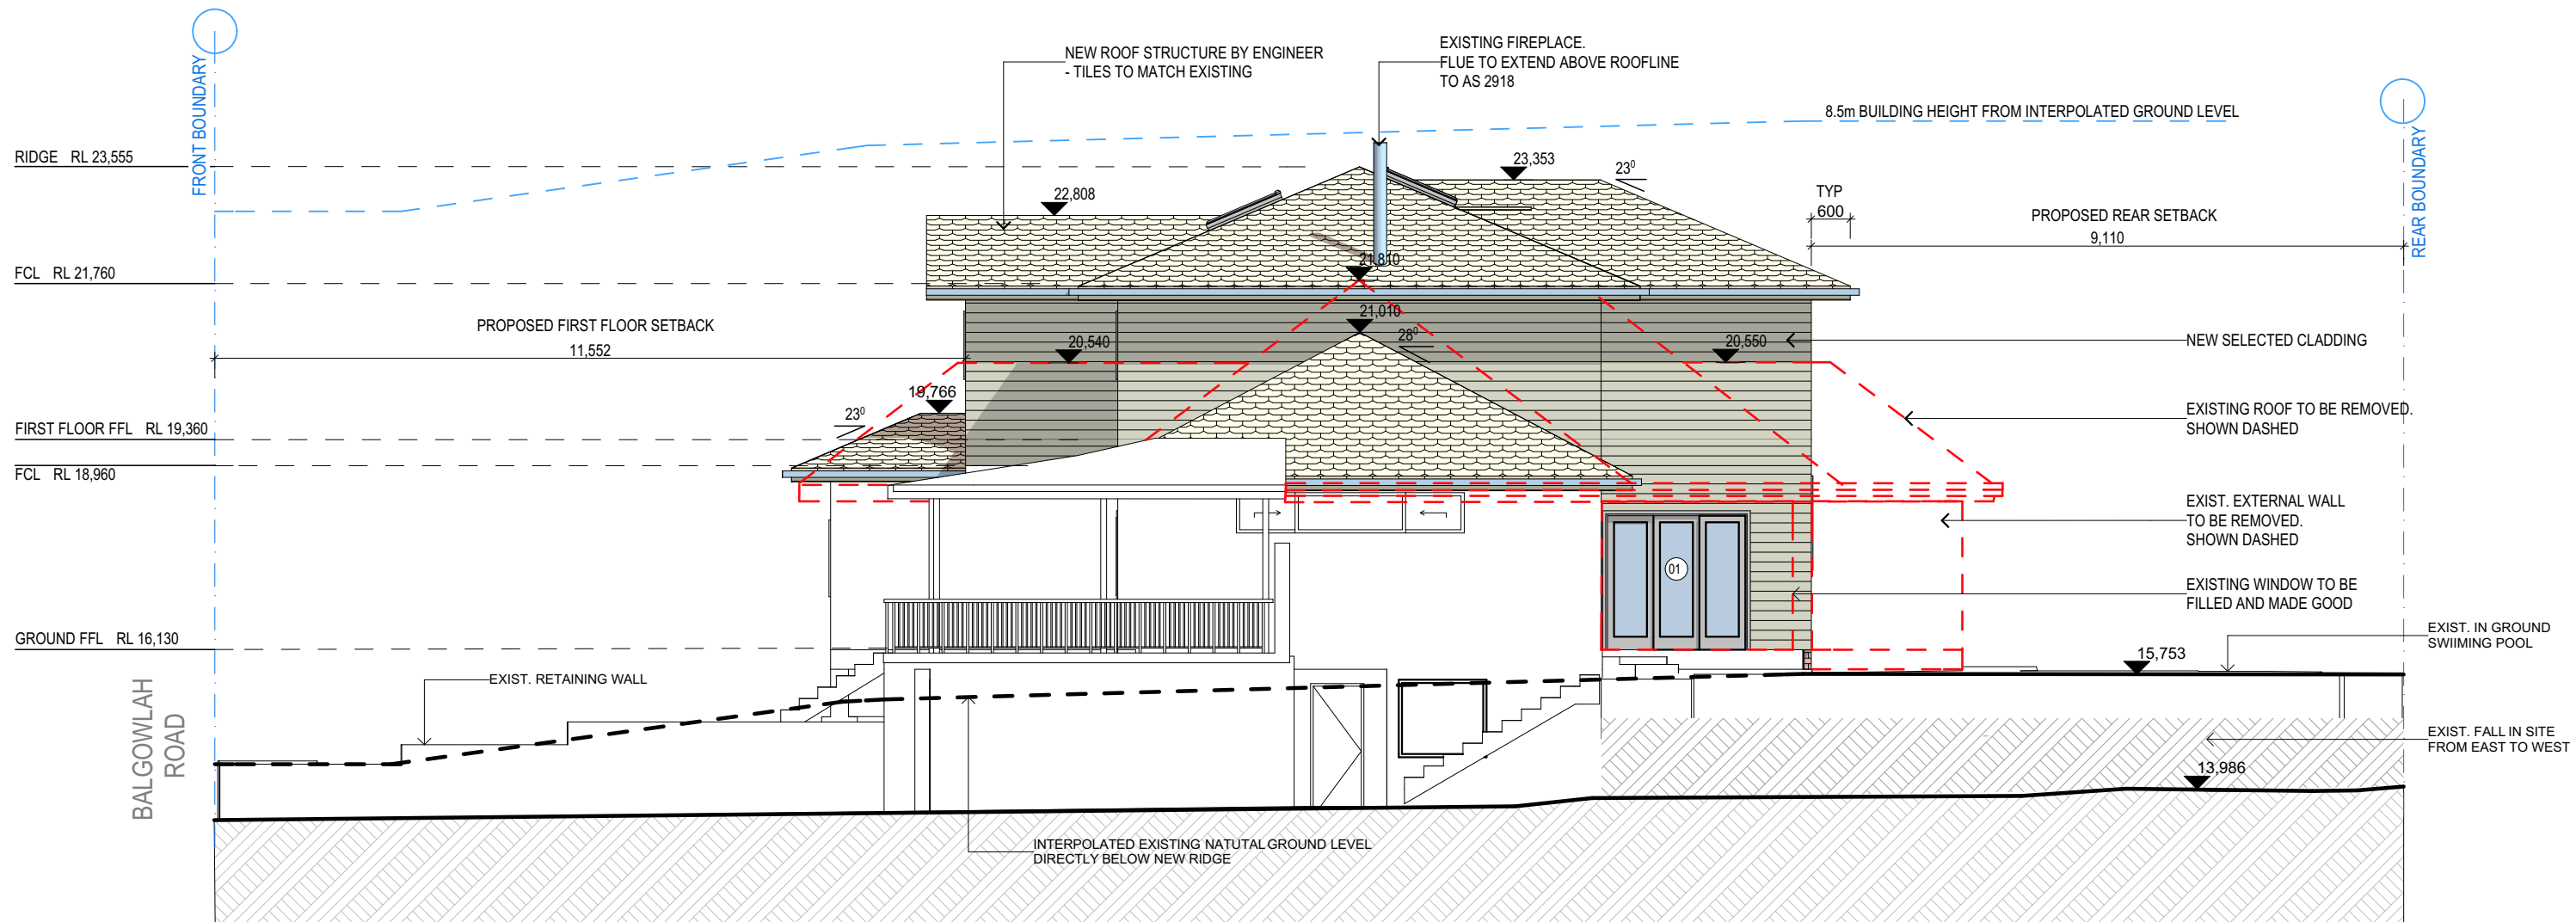 NEW ROOF STRUCTURE BY ENGINEER
- TILES TO MATCH EXISTING
EXISTING FIREPLACE.
FLUE TO EXTEND ABOVE ROOFLINE
TO AS 2918
8.5m BUILDING HEIGHT FROM INTERPOLATED GROUND LEVEL
FRONT BOUNDARY
REAR BOUNDARY
RIDGE RL 23,555
23,353
23⁰
22,808
TYP
600
PROPOSED REAR SETBACK
9,110
FCL RL 21,760
21,810
21,010
28⁰
PROPOSED FIRST FLOOR SETBACK
11,552
20,540
20,550
NEW SELECTED CLADDING
19,766
23⁰
FIRST FLOOR FFL RL 19,360
EXISTING ROOF TO BE REMOVED.
SHOWN DASHED
FCL RL 18,960
EXIST. EXTERNAL WALL
TO BE REMOVED.
SHOWN DASHED
01
EXISTING WINDOW TO BE
FILLED AND MADE GOOD
GROUND FFL RL 16,130
EXIST. IN GROUND
SWIIMING POOL
15,753
EXIST. RETAINING WALL
BALGOWLAH
ROAD
EXIST. FALL IN SITE
FROM EAST TO WEST
13,986
INTERPOLATED EXISTING NATUTAL GROUND LEVEL
DIRECTLY BELOW NEW RIDGE